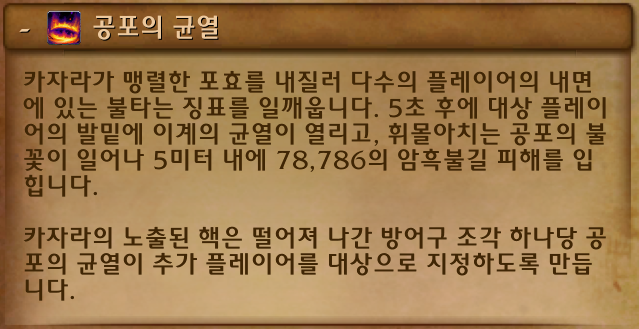 - 공포의 균열
카자라가 맹렬한 포효를 내질러 다수의 플레이어의 내면
에 있는 불타는 징표를 일깨웁니다. 5초 후에 대상 플레이
어의 발밑에 이계의 균열이 열리고, 휘몰아치는 공포의 불
꽃이 일어나 5미터 내에 78,786의 암흑불길 피해를 입
힙니다.
카자라의 노출된 핵은 떨어져 나간 방어구 조각 하나당 공
포의 균열이 추가 플레이어를 대상으로 지정하도록 만듭
니다.